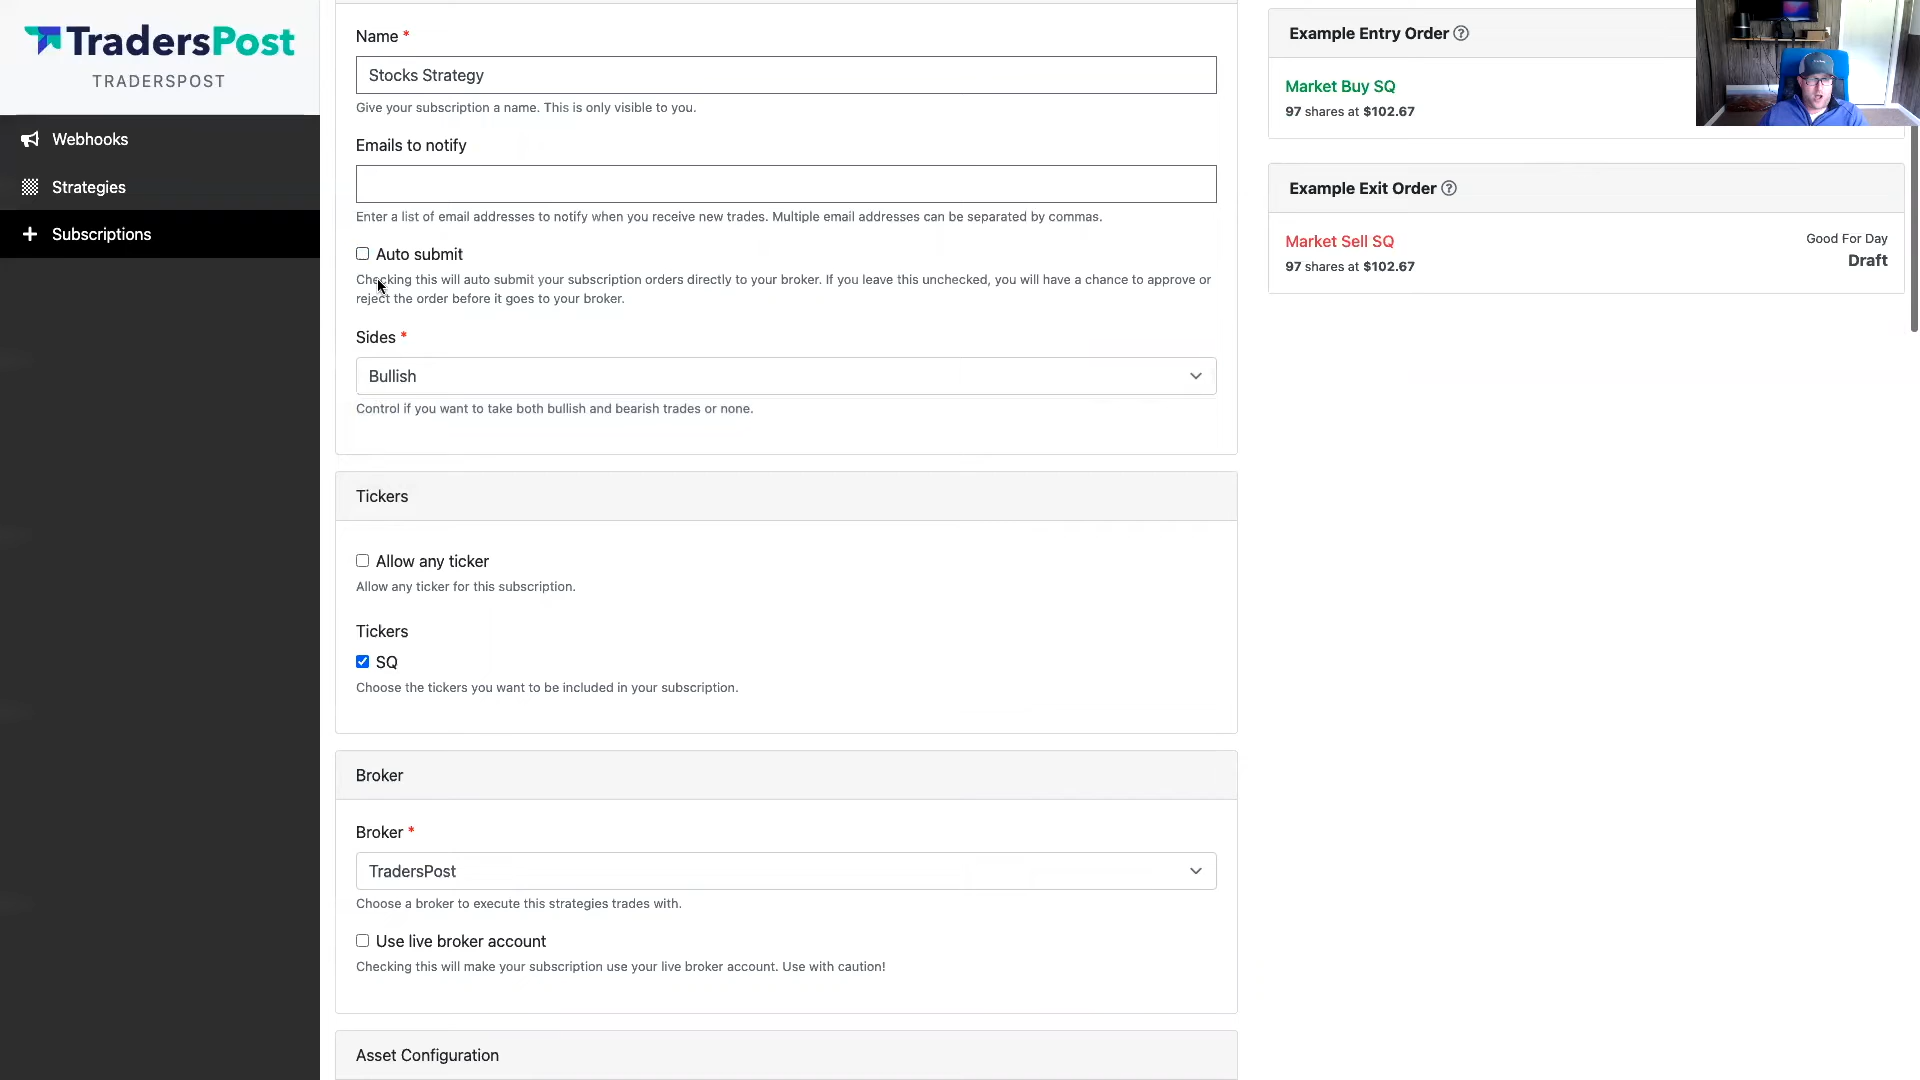 TradersPost
TRADERSPOST
Webhooks
Strategies
Subscriptions
Name *
Stocks Strategy
Give your subscription a name. This is only visible to you.
Emails to notify
Enter a list of email addresses to notify when you receive new trades. Multiple email addresses can be separated by commas.
Auto submit
Checking this will auto submit your subscription orders directly to your broker. If you leave this unchecked, you will have a chance to approve or
reject the order before it goes to your broker.
Sides *
Bullish
Control if you want to take both bullish and bearish trades or none.
Tickers
Allow any ticker
Allow any ticker for this subscription.
Tickers
SQ
Choose the tickers you want to be included in your subscription.
Broker
Broker *
TradersPost
Choose a broker to execute this strategies trades with.
Use live broker account
Checking this will make your subscription use your live broker account. Use with caution!
Asset Configuration
Example Entry Order ?
Market Buy SQ
97 shares at $102.67
Example Exit Order ?
Market Sell SQ
Good For Day
97 shares at $102.67
Draft